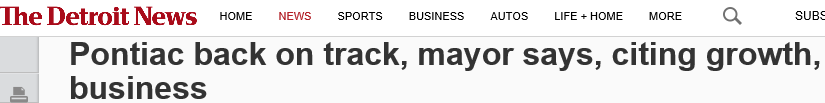 The Detroit News HOME NEWS SPORTS BUSINESS AUTOS LIFE + HOME MORE SUBS
Pontiac back on track, mayor says, citing growth,
business